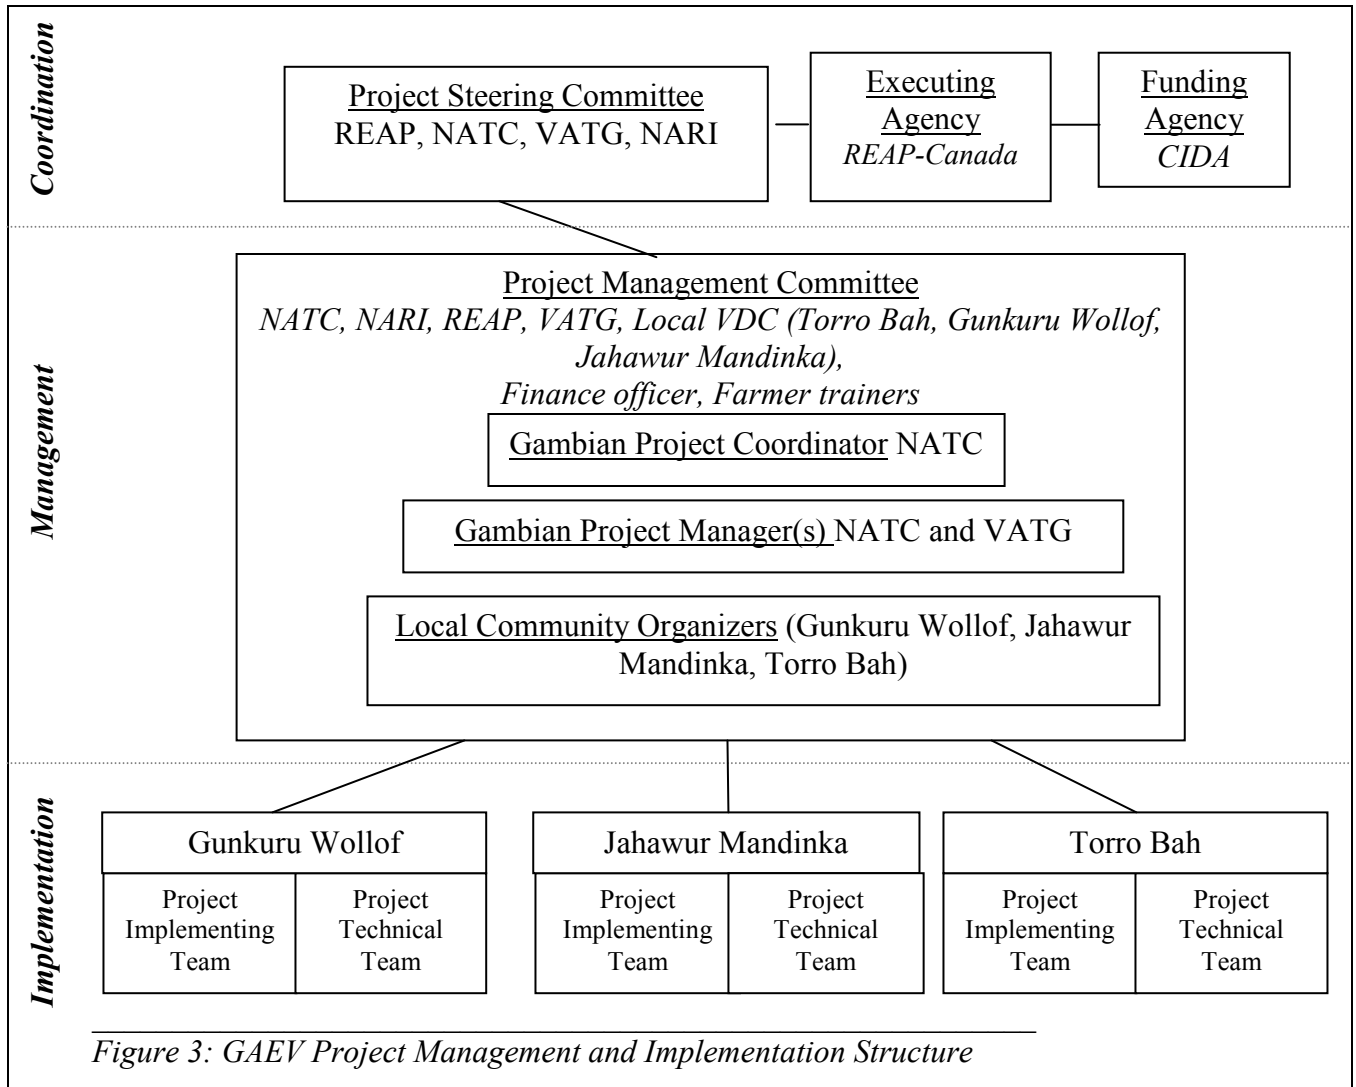 Coordination
Project Steering Committee
REAP, NATC, VATG, NARI
Executing
Agency
REAP-Canada
Funding
Agency
CIDA
Management
Project Management Committee
NATC, NARI, REAP, VATG, Local VDC (Torro Bah, Gunkuru Wollof,
Jahawur Mandinka),
Finance officer, Farmer trainers
Gambian Project Coordinator NATC
Gambian Project Manager(s) NATC and VATG
Local Community Organizers (Gunkuru Wollof, Jahawur
Mandinka, Torro Bah)
Implementation
Gunkuru Wollof
Project
Implementing
Team
Project
Technical
Team
Jahawur Mandinka
Project
Implementing
Team
Project
Technical
Team
Torro Bah
Project
Implementing
Team
Project
Technical
Team
Figure 3: GAEV Project Management and Implementation Structure